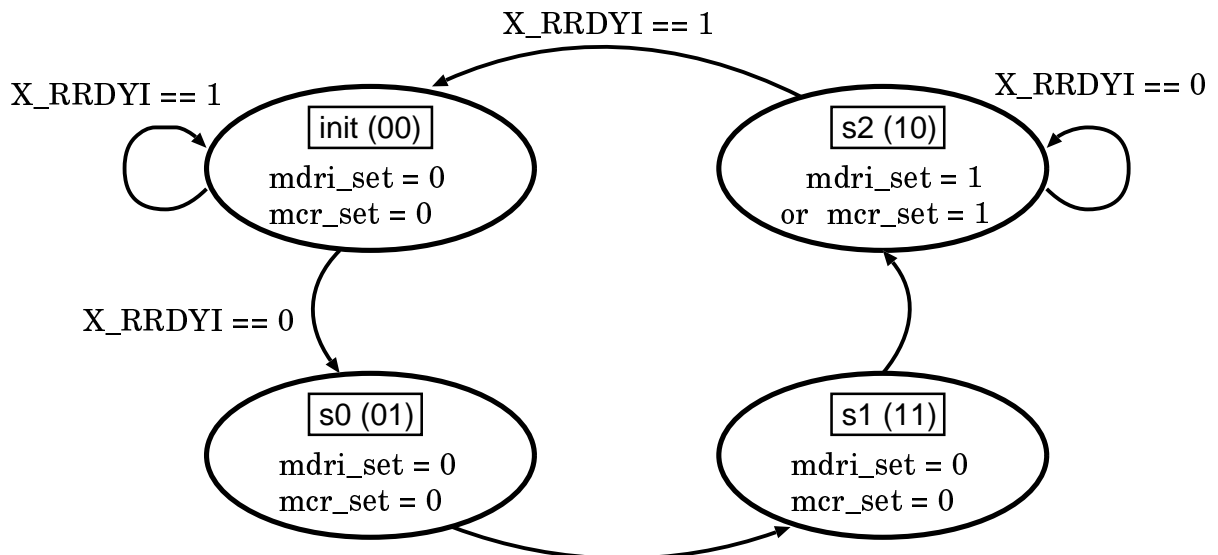 X_RRDYI == 1
X_RRDYI == 1
init (00)
mdri_set = 0
mcr_set = 0
s2 (10)
mdri_set = 1
or mcr_set = 1
X_RRDYI == 0
X_RRDYI == 0
s0 (01)
mdri_set = 0
mcr_set = 0
s1 (11)
mdri_set = 0
mcr_set = 0